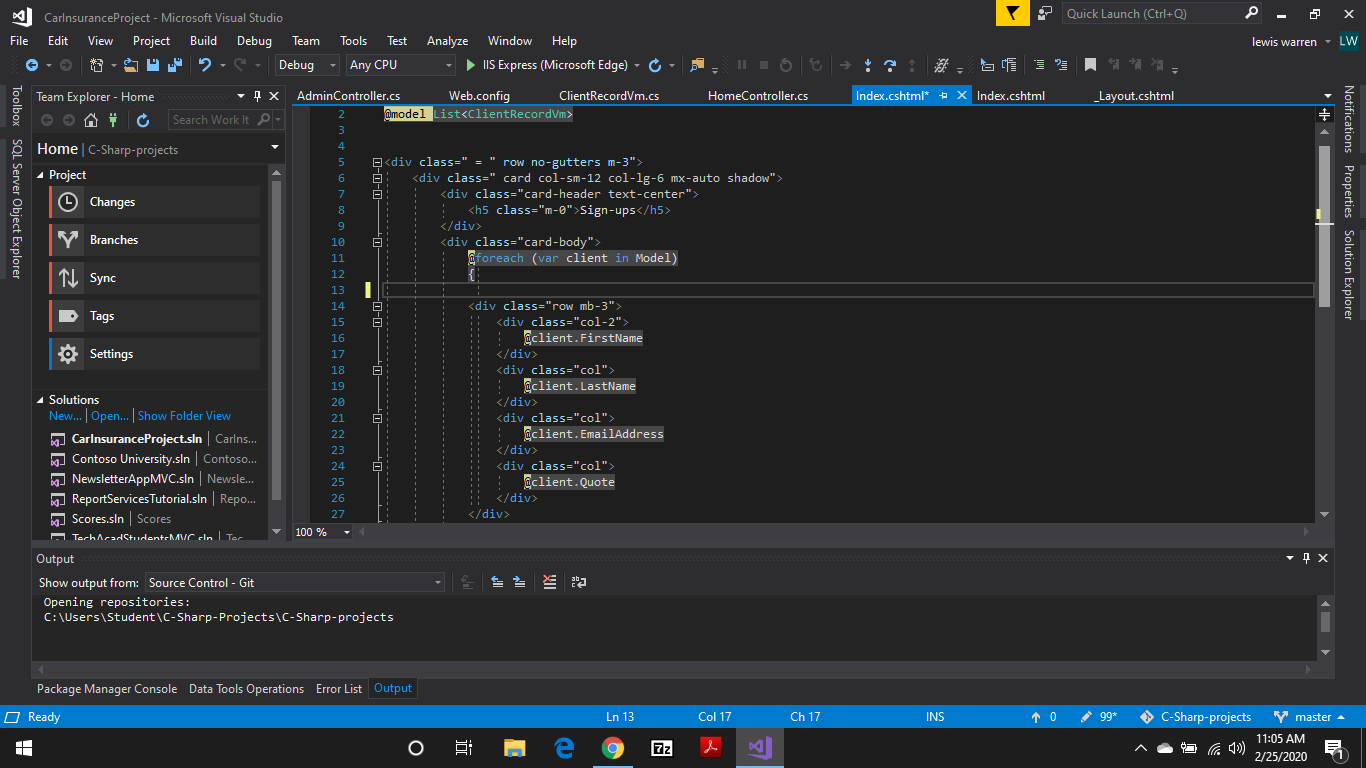 CarInsuranceProject - Microsoft Visual Studio
Quick Launch (Ctrl+Q)
File Edit View Project Build Debug Team Tools Test Analyze Window Help
lewis warren LW
Debug Any CPU IIS Express (Microsoft Edge)
Toolbox
SQL Server Object Explorer
Team Explorer - Home
Search Work It
Home | C-Sharp-projects
Project
Changes
Branches
Sync
Tags
Settings
Solutions
New... | Open... | Show Folder View
CarInsuranceProject.sln | CarIns...
Contoso University.sln | Contoso...
NewsletterAppMVC.sln | Newsle...
ReportServicesTutorial.sln | Repo...
Scores.sln | Scores
TechAcadStudentsMVC.sln | Tec...
AdminController.cs Web.config ClientRecordVm.cs HomeController.cs Index.cshtml* Index.cshtml _Layout.cshtml
2 @model List<ClientRecordVm>
3
4
5 <div class=" = " row no-gutters m-3">
6 <div class=" card col-sm-12 col-lg-6 mx-auto shadow">
7 <div class="card-header text-center">
8 <h5 class="m-0">Sign-ups</h5>
9 </div>
10 <div class="card-body">
11 @foreach (var client in Model)
12 {
13
14 <div class="row mb-3">
15 <div class="col-2">
16 @client.FirstName
17 </div>
18 <div class="col">
19 @client.LastName
20 </div>
21 <div class="col">
22 @client.EmailAddress
23 </div>
24 <div class="col">
25 @client.Quote
26 </div>
27 </div>
100 %
Notifications
Properties
Solution Explorer
Output
Show output from: Source Control - Git
Opening repositories:
C:\Users\Student\C-Sharp-Projects\C-Sharp-projects
Package Manager Console Data Tools Operations Error List Output
Ready Ln 13 Col 17 Ch 17 INS 0 99* C-Sharp-projects master
7z
11:05 AM
2/25/2020
1